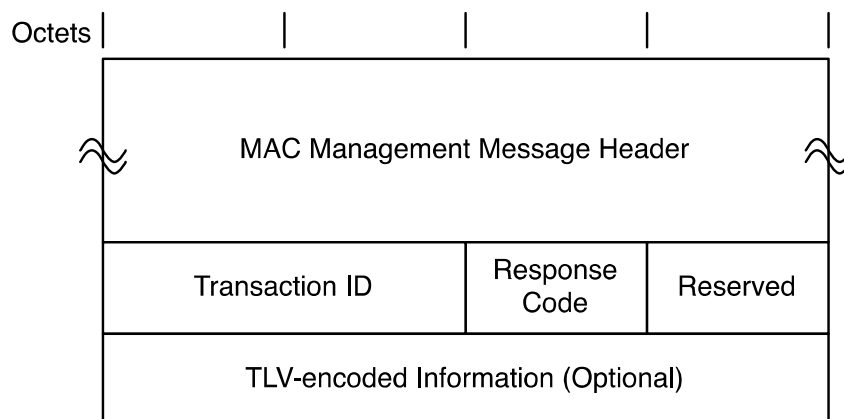 Octets
MAC Management Message Header
Transaction ID
Response
Code
Reserved
TLV-encoded Information (Optional)